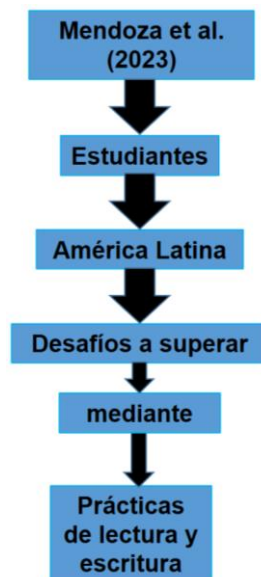 Mendoza et al.
(2023)
Estudiantes
América Latina
Desafíos a superar
mediante
Prácticas
de lectura y
escritura